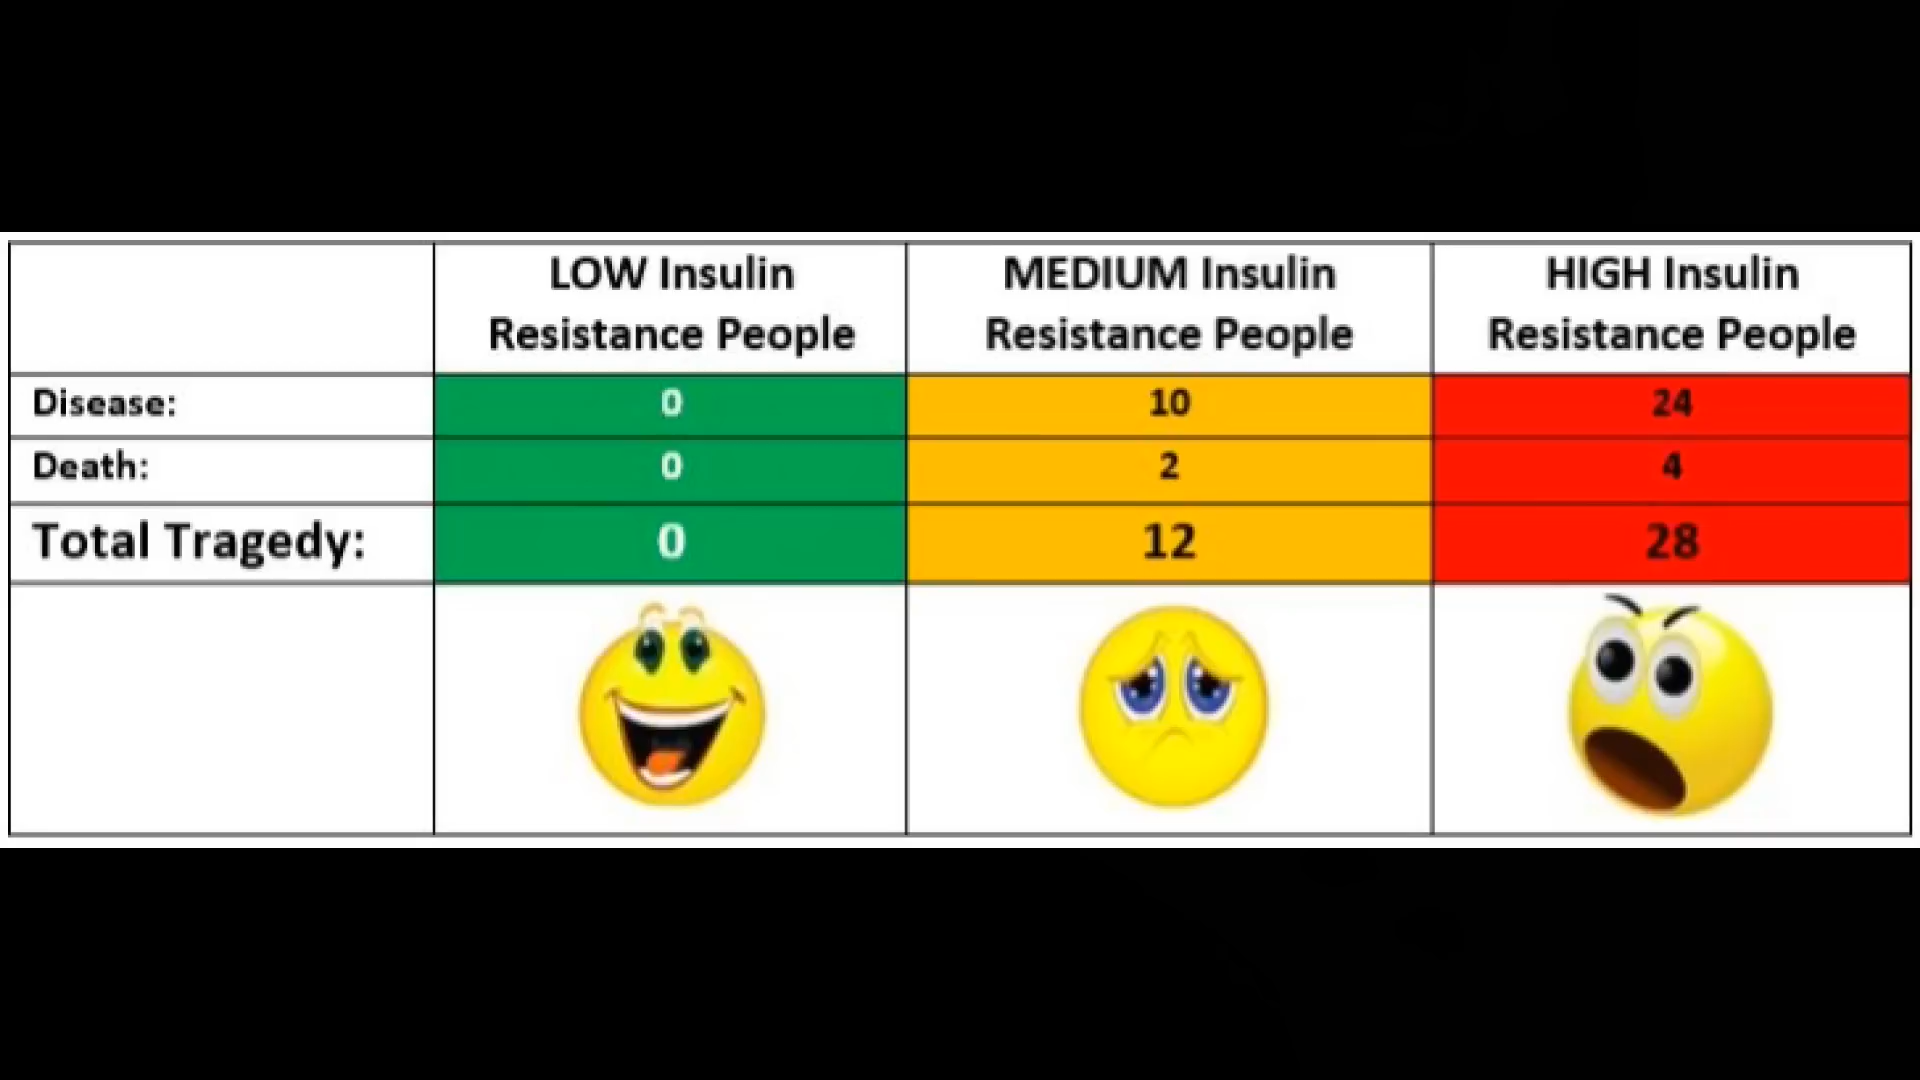 LOW Insulin
Resistance People
MEDIUM Insulin
Resistance People
HIGH Insulin
Resistance People
Disease: 0 10 24
Death: 0 2 4
Total Tragedy: 0 12 28